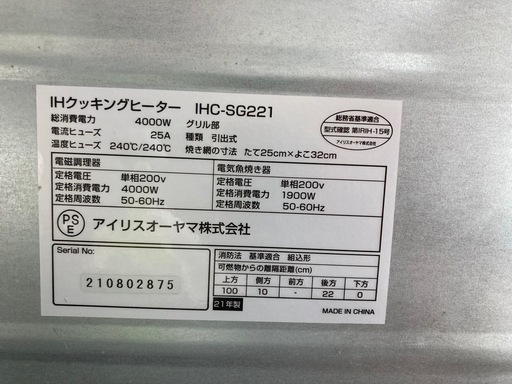 IHクッキングヒーター IHC-SG221
総消費電力 4000W グリル部
電流ヒューズ 25A 種類 引出式
温度ヒューズ 240℃/240℃ 焼き網の寸法 たて25cm×よこ32cm
総務省基準適合
型式確認 第IRIH-15号
アイリスオーヤマ株式会社
電磁調理器
定格電圧 単相200v
定格消費電力 4000W
定格周波数 50-60Hz
電気魚焼き器
定格電圧 単相200v
定格消費電力 1900W
定格周波数 50-60Hz
PS
E
アイリスオーヤマ株式会社
Serial No.
210802875
消防法 基準適合 組込形
可燃物からの離隔距離(cm)
上方 側方 前方 後方 下方
100 10 - 22 0
21年製
MADE IN CHINA